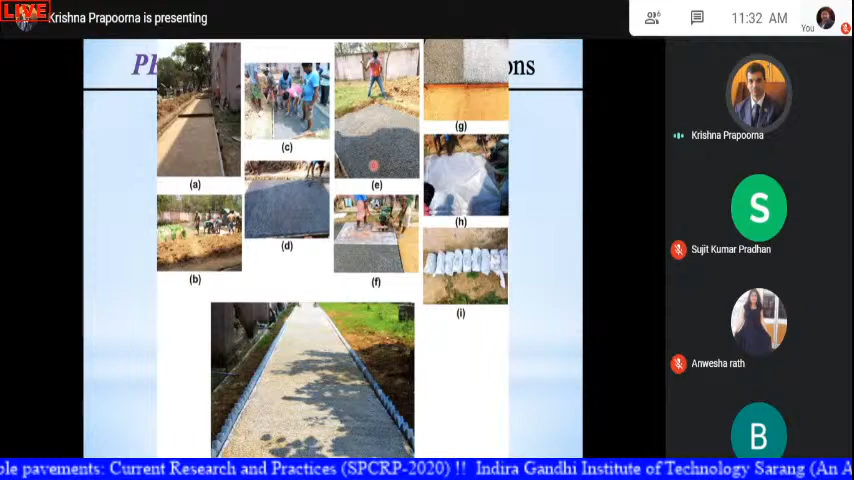 LIVE
Krishna Prapoorna is presenting
6
11:32 AM
You
ons
(a)
(b)
(c)
(d)
(e)
(f)
(g)
(h)
(i)
Krishna Prapoorna
S
Sujit Kumar Pradhan
Anwesha rath
B
ble pavements: Current Research and Practices (SPCRP-2020) !! Indira Gandhi Institute of Technology Sarang (An A